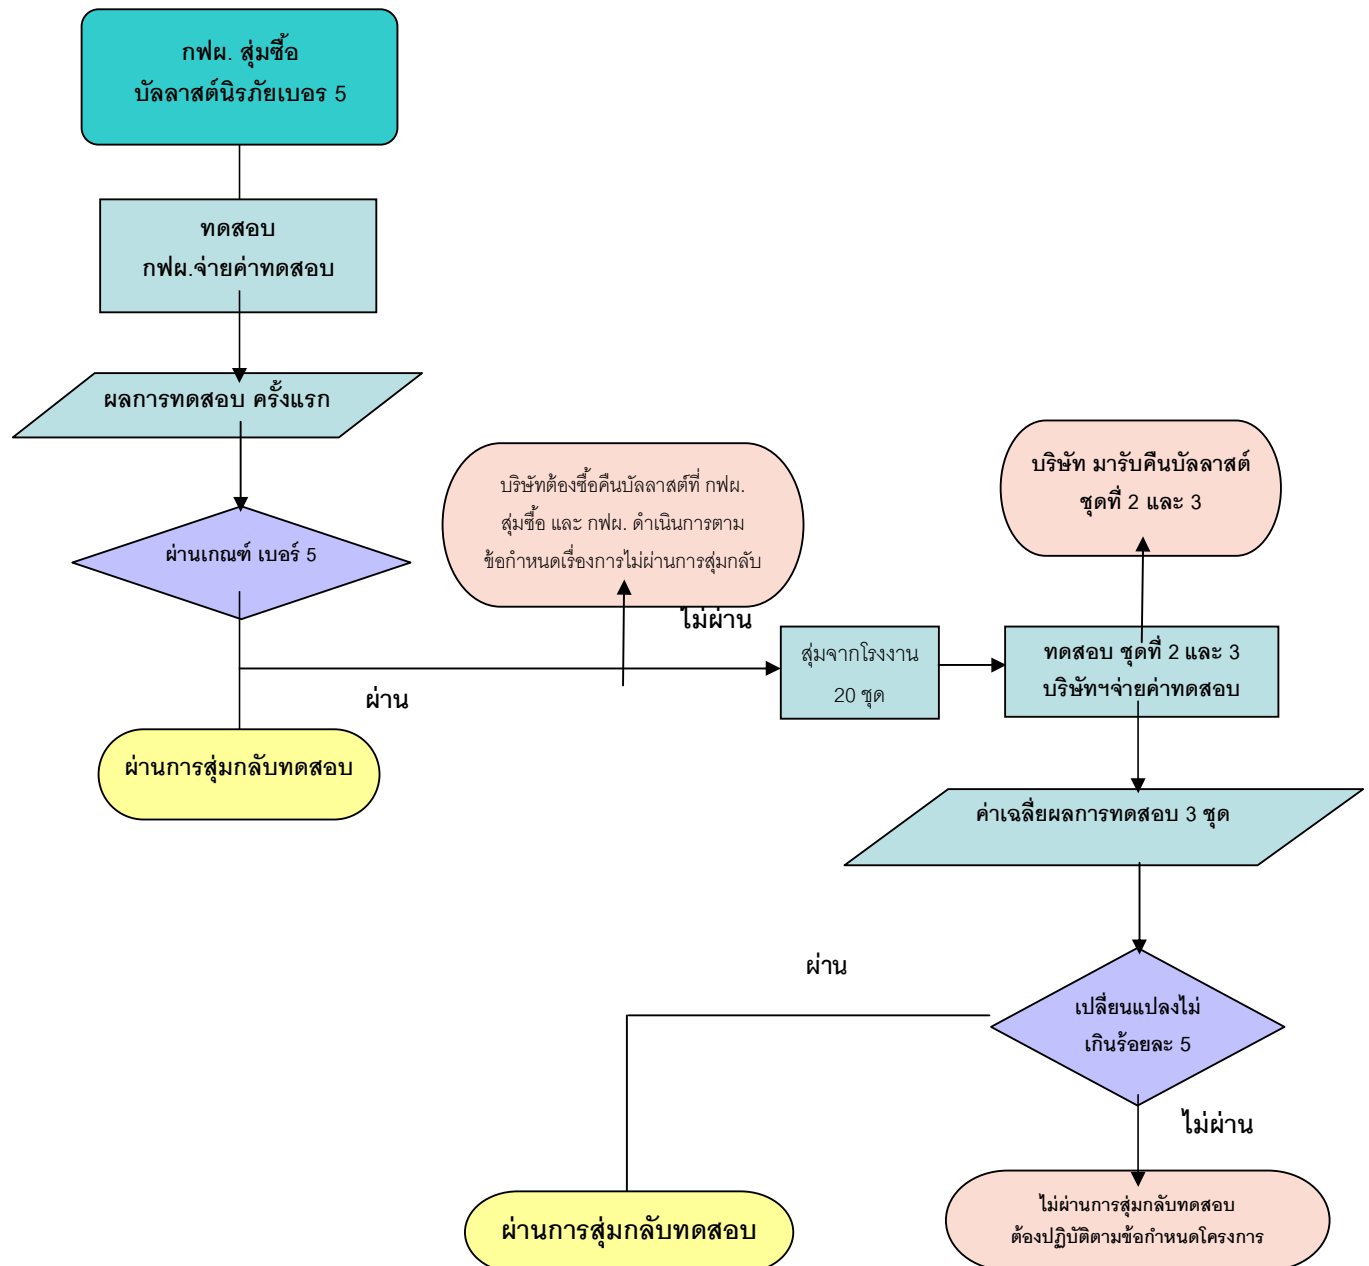 กฟผ. สุ่มซื้อ
บัลลาสต์นิรภัยเบอร 5
ทดสอบ
กฟผ.จ่ายค่าทดสอบ
ผลการทดสอบ ครั้งแรก
ผ่านเกณฑ์ เบอร์ 5
บริษัทต้องซื้อคืนบัลลาสต์ที่ กฟผ.
สุ่มซื้อ และ กฟผ. ดำเนินการตาม
ข้อกำหนดเรื่องการไม่ผ่านการสุ่มกลับ
บริษัท มารับคืนบัลลาสต์
ชุดที่ 2 และ 3
ไม่ผ่าน
สุ่มจากโรงงาน
20 ชุด
ทดสอบ ชุดที่ 2 และ 3
บริษัทฯจ่ายค่าทดสอบ
ผ่าน
ผ่านการสุ่มกลับทดสอบ
ค่าเฉลี่ยผลการทดสอบ 3 ชุด
ผ่าน
เปลี่ยนแปลงไม่
เกินร้อยละ 5
ไม่ผ่าน
ผ่านการสุ่มกลับทดสอบ
ไม่ผ่านการสุ่มกลับทดสอบ
ต้องปฏิบัติตามข้อกำหนดโครงการ